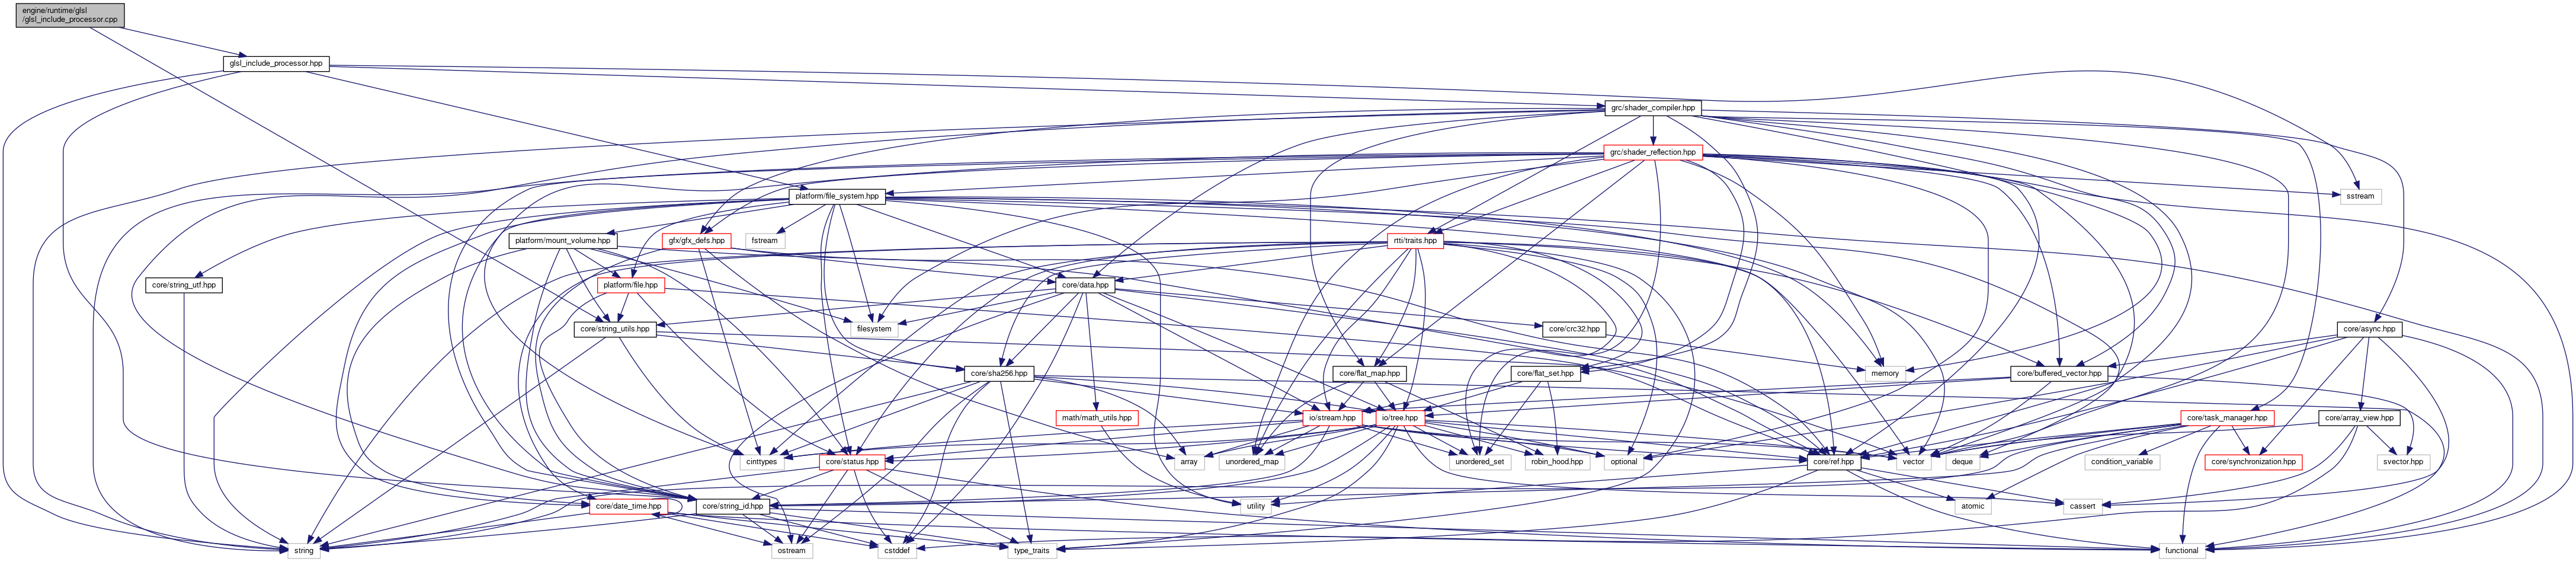 engine/runtime/glsl
/glsl_include_processor.cpp
glsl_include_processor.hpp
grc/shader_compiler.hpp
grc/shader_reflection.hpp
platform/file_system.hpp
sstream
platform/mount_volume.hpp
gfx/gfx_defs.hpp
fstream
rtti/traits.hpp
core/string_utf.hpp
platform/file.hpp
core/data.hpp
core/string_utils.hpp
filesystem
core/crc32.hpp
core/async.hpp
core/sha256.hpp
core/flat_map.hpp
core/flat_set.hpp
memory
core/buffered_vector.hpp
math/math_utils.hpp
io/stream.hpp
io/tree.hpp
core/task_manager.hpp
core/array_view.hpp
cinttypes
core/status.hpp
array
unordered_map
unordered_set
robin_hood.hpp
optional
core/ref.hpp
vector
deque
condition_variable
core/synchronization.hpp
svector.hpp
core/date_time.hpp
core/string_id.hpp
utility
atomic
cassert
string
ostream
cstddef
type_traits
functional